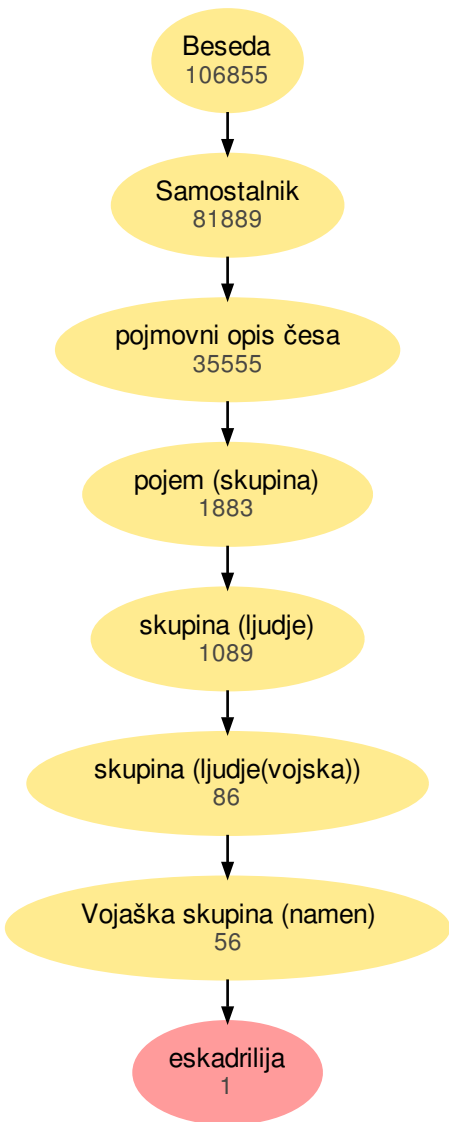 Beseda
106855
Samostalnik
81889
pojmovni opis česa
35555
pojem (skupina)
1883
skupina (ljudje)
1089
skupina (ljudje(vojska))
86
Vojaška skupina (namen)
56
eskadrilija
1